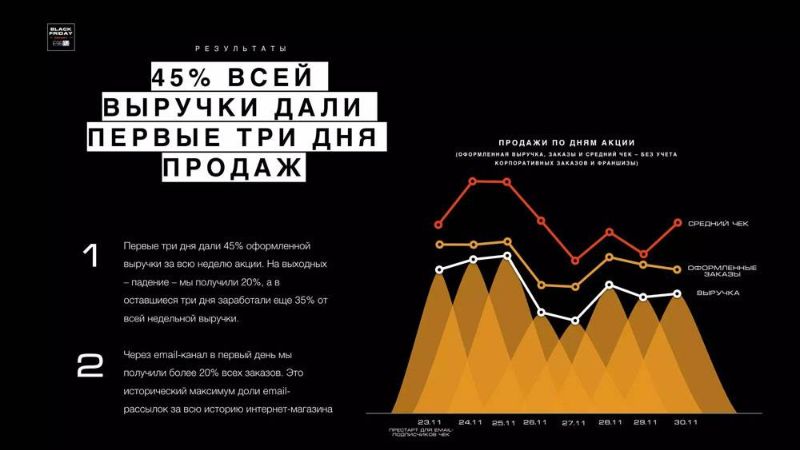 BLACK
FRIDAY
РЕЗУЛЬТАТЫ
45% ВСЕЙ
ВЫРУЧКИ ДАЛИ
ПЕРВЫЕ ТРИ ДНЯ
ПРОДАЖ
1
Первые три дня дали 45% оформленной
выручки за всю неделю акции. На выходных
– падение – мы получили 20%, а в
оставшиеся три дня заработали еще 35% от
всей недельной выручки.
2
Через email-канал в первый день мы
получили более 20% всех заказов. Это
исторический максимум доли email-
рассылок за всю историю интернет-магазина
ПРОДАЖИ ПО ДНЯМ АКЦИИ
(ОФОРМЛЕННАЯ ВЫРУЧКА, ЗАКАЗЫ И СРЕДНИЙ ЧЕК – БЕЗ УЧЕТА
КОРПОРАТИВНЫХ ЗАКАЗОВ И ФРАНШИЗЫ)
СРЕДНИЙ ЧЕК
ОФОРМЛЕННЫЕ
ЗАКАЗЫ
ВЫРУЧКА
23.11 24.11 25.11 26.11 27.11 28.11 29.11 30.11
ПРЕСТАРТ ДЛЯ EMAIL-
ПОДПИСЧИКОВ ЧЕК